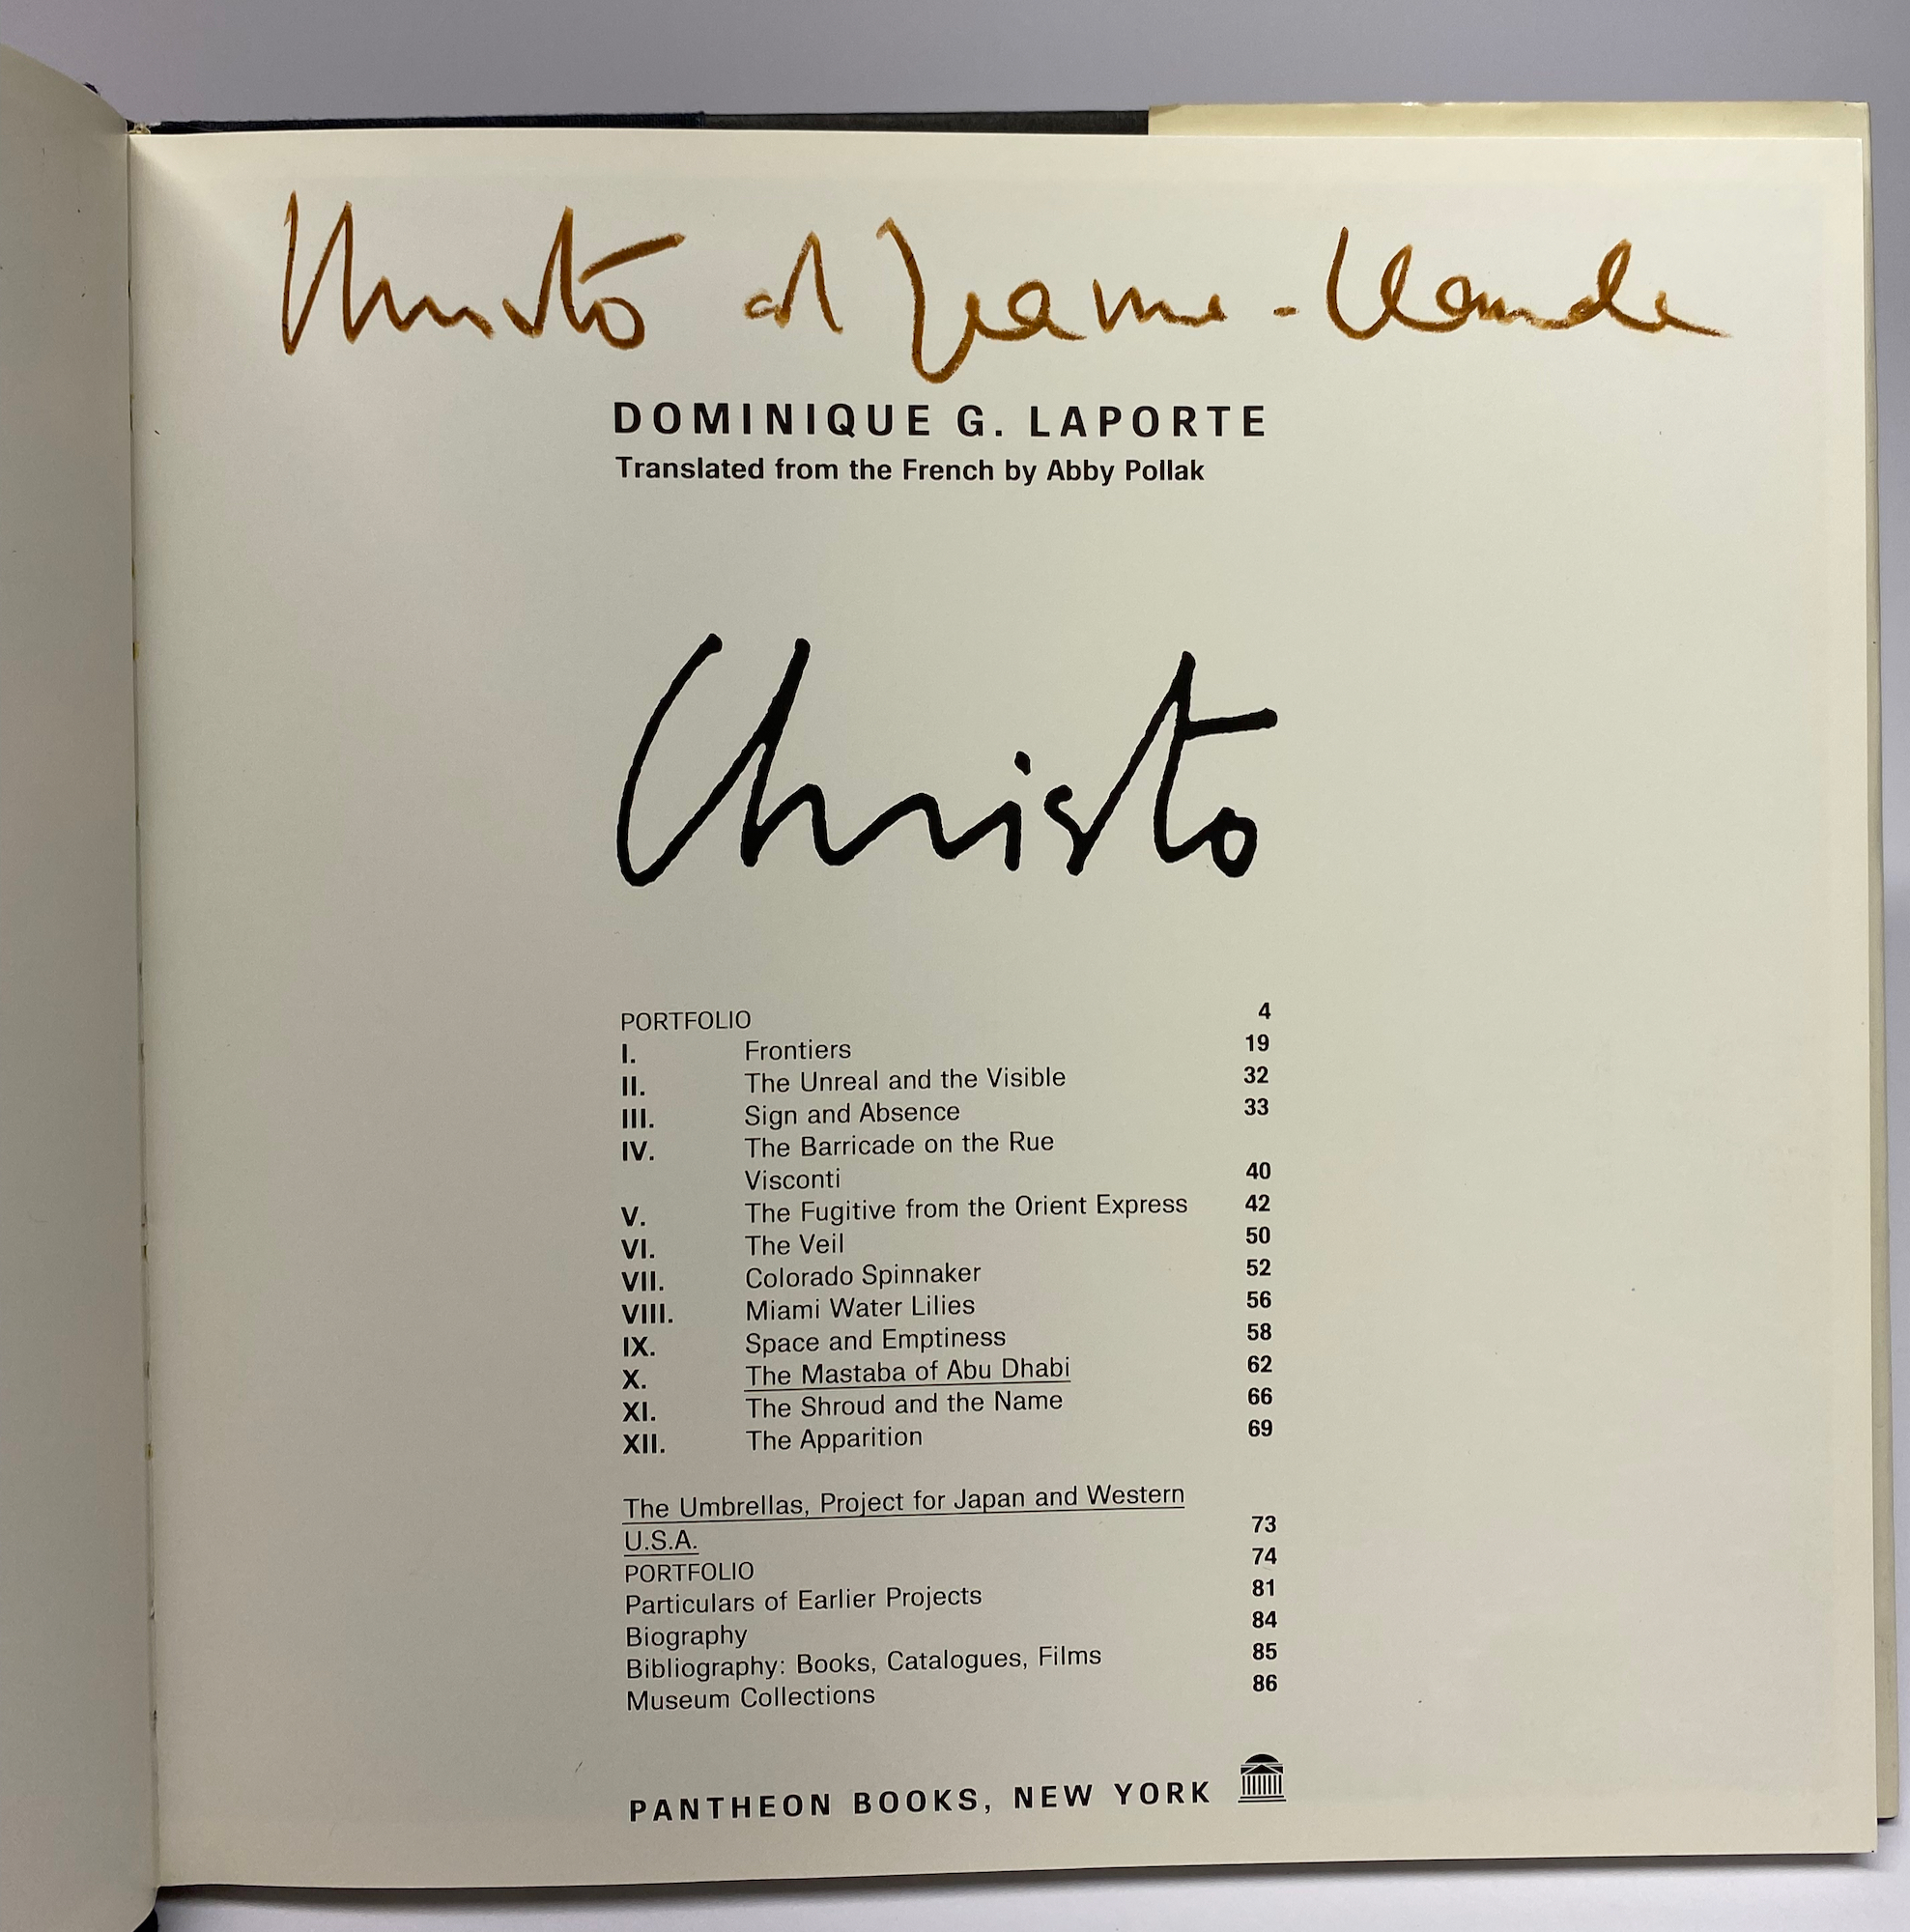 Christo et Jeanne-Claude
DOMINIQUE G. LAPORTE
Translated from the French by Abby Pollak
Christo
PORTFOLIO 4
I. Frontiers 19
II. The Unreal and the Visible 32
III. Sign and Absence 33
IV. The Barricade on the Rue
Visconti 40
V. The Fugitive from the Orient Express 42
VI. The Veil 50
VII. Colorado Spinnaker 52
VIII. Miami Water Lilies 56
IX. Space and Emptiness 58
X. The Mastaba of Abu Dhabi 62
XI. The Shroud and the Name 66
XII. The Apparition 69
The Umbrellas, Project for Japan and Western
U.S.A. 73
PORTFOLIO 74
Particulars of Earlier Projects 81
Biography 84
Bibliography: Books, Catalogues, Films 85
Museum Collections 86
PANTHEON BOOKS, NEW YORK